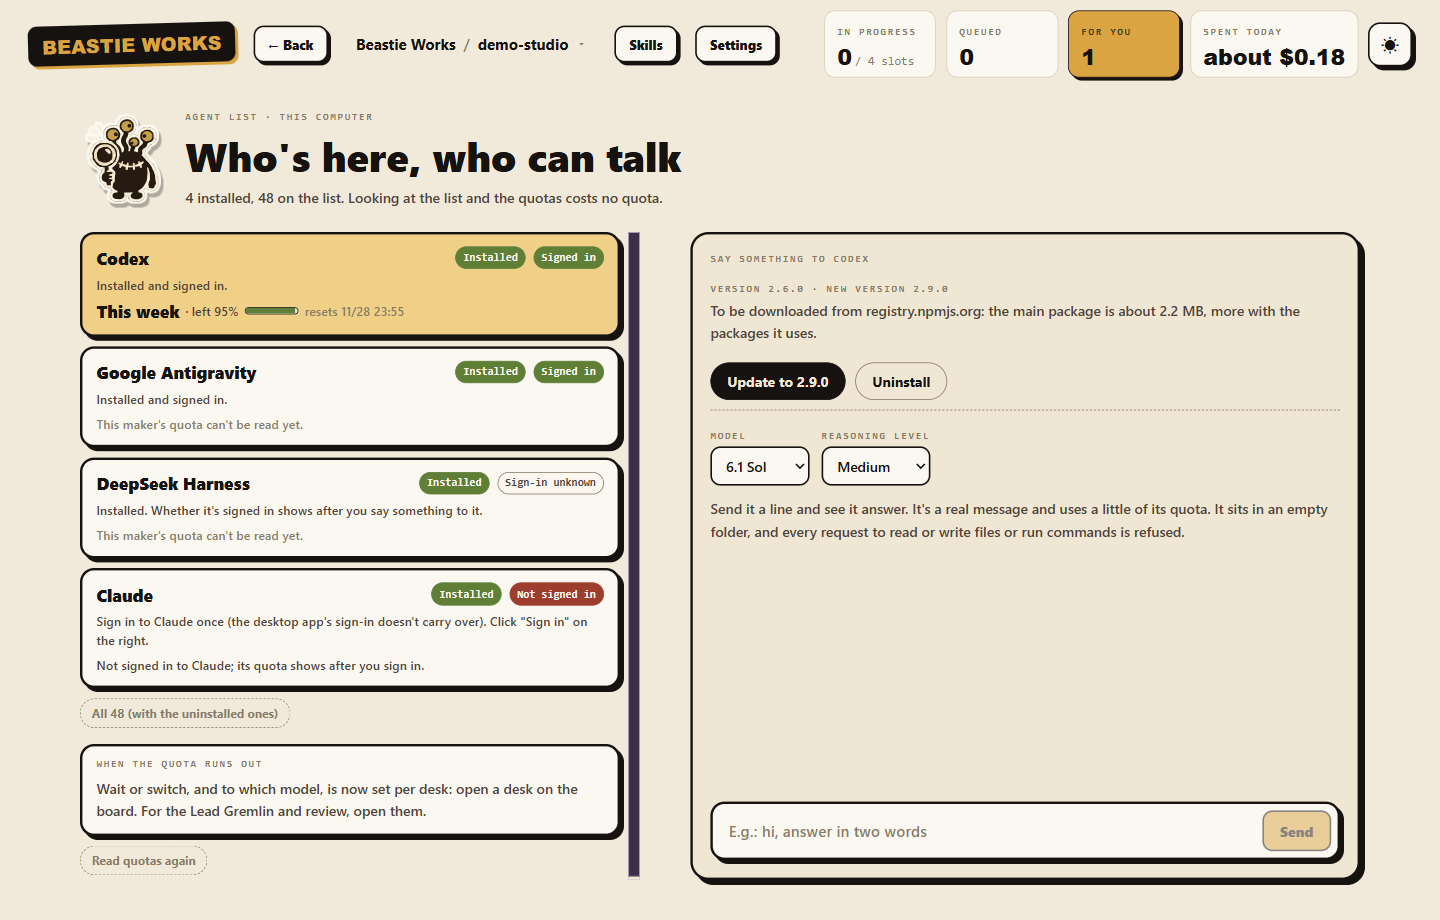 BEASTIE WORKS
← Back
Beastie Works / demo-studio
Skills
Settings
IN PROGRESS
0 / 4 slots
QUEUED
0
FOR YOU
1
SPENT TODAY
about $0.18
AGENT LIST · THIS COMPUTER
Who's here, who can talk
4 installed, 48 on the list. Looking at the list and the quotas costs no quota.
Codex
Installed
Signed in
Installed and signed in.
This week · left 95% resets 11/28 23:55
Google Antigravity
Installed
Signed in
Installed and signed in.
This maker's quota can't be read yet.
DeepSeek Harness
Installed
Sign-in unknown
Installed. Whether it's signed in shows after you say something to it.
This maker's quota can't be read yet.
Claude
Installed
Not signed in
Sign in to Claude once (the desktop app's sign-in doesn't carry over). Click "Sign in" on
the right.
Not signed in to Claude; its quota shows after you sign in.
All 48 (with the uninstalled ones)
WHEN THE QUOTA RUNS OUT
Wait or switch, and to which model, is now set per desk: open a desk on the
board. For the Lead Gremlin and review, open them.
Read quotas again
SAY SOMETHING TO CODEX
VERSION 2.6.0 · NEW VERSION 2.9.0
To be downloaded from registry.npmjs.org: the main package is about 2.2 MB, more with the
packages it uses.
Update to 2.9.0
Uninstall
MODEL
6.1 Sol
REASONING LEVEL
Medium
Send it a line and see it answer. It's a real message and uses a little of its quota. It sits in an empty
folder, and every request to read or write files or run commands is refused.
E.g.: hi, answer in two words
Send